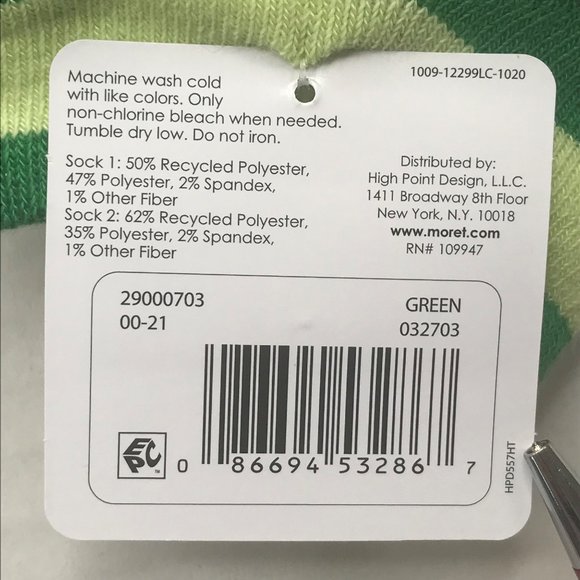 Machine wash cold
with like colors. Only
non-chlorine bleach when needed.
Tumble dry low. Do not iron.
Sock 1: 50% Recycled Polyester,
47% Polyester, 2% Spandex,
1% Other Fiber
Sock 2: 62% Recycled Polyester,
35% Polyester, 2% Spandex,
1% Other Fiber
1009-12299LC-1020
Distributed by:
High Point Design, L.L.C.
1411 Broadway 8th Floor
New York, N.Y. 10018
www.moret.com
RN# 109947
29000703
00-21
GREEN
032703
EPC™
0 86694 53286 7
HPD557HT